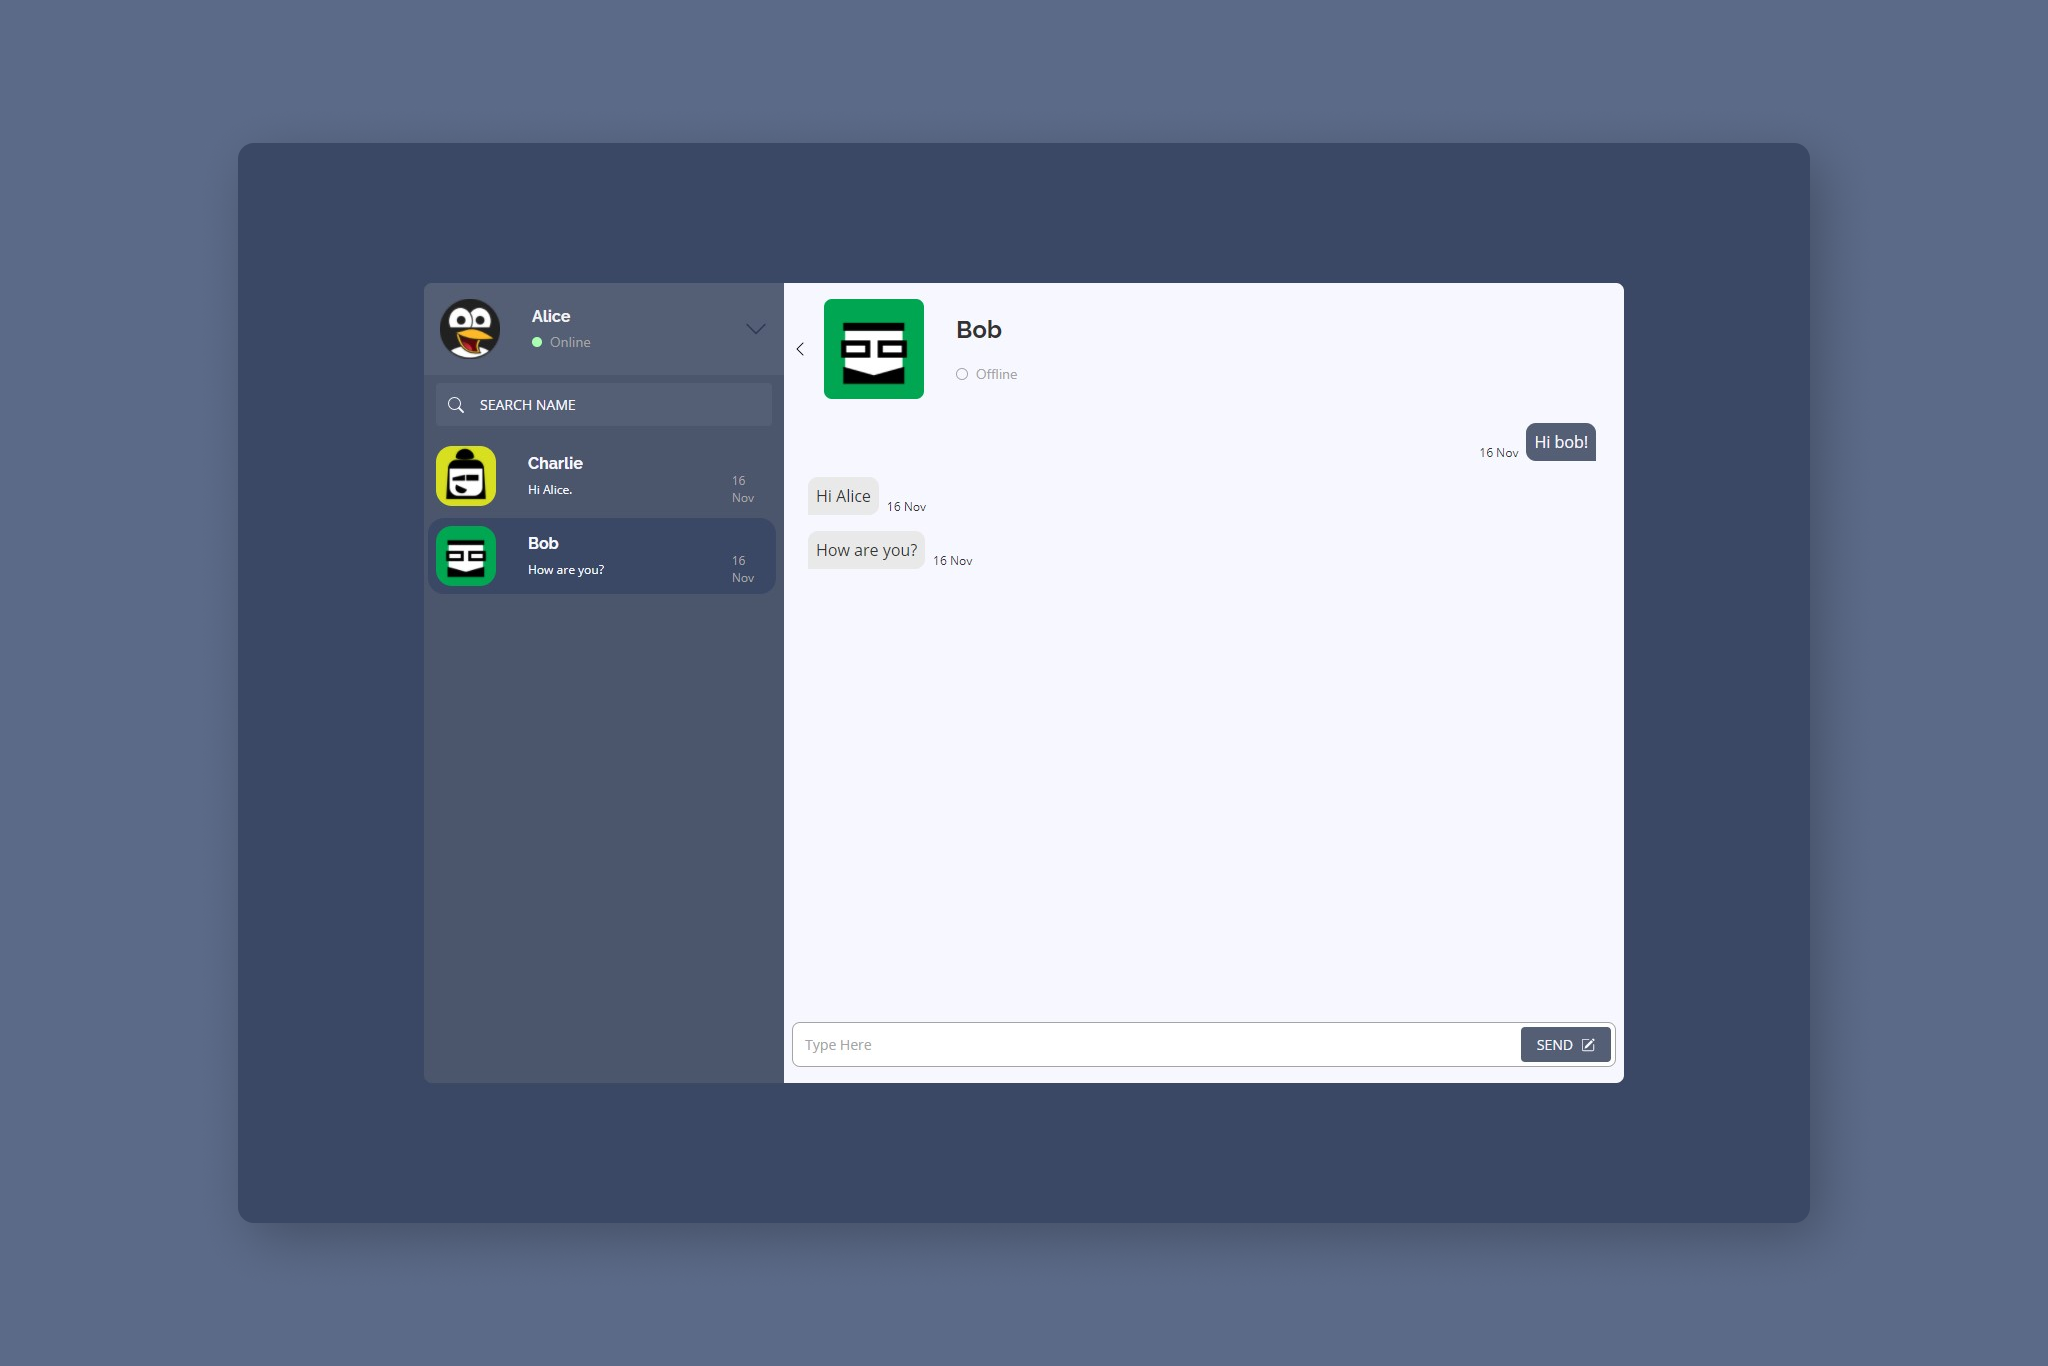 Alice
Online
SEARCH NAME
Charlie
Hi Alice.
16
Nov
Bob
How are you?
16
Nov
Bob
Offline
16 Nov
Hi bob!
Hi Alice
16 Nov
How are you?
16 Nov
Type Here
SEND